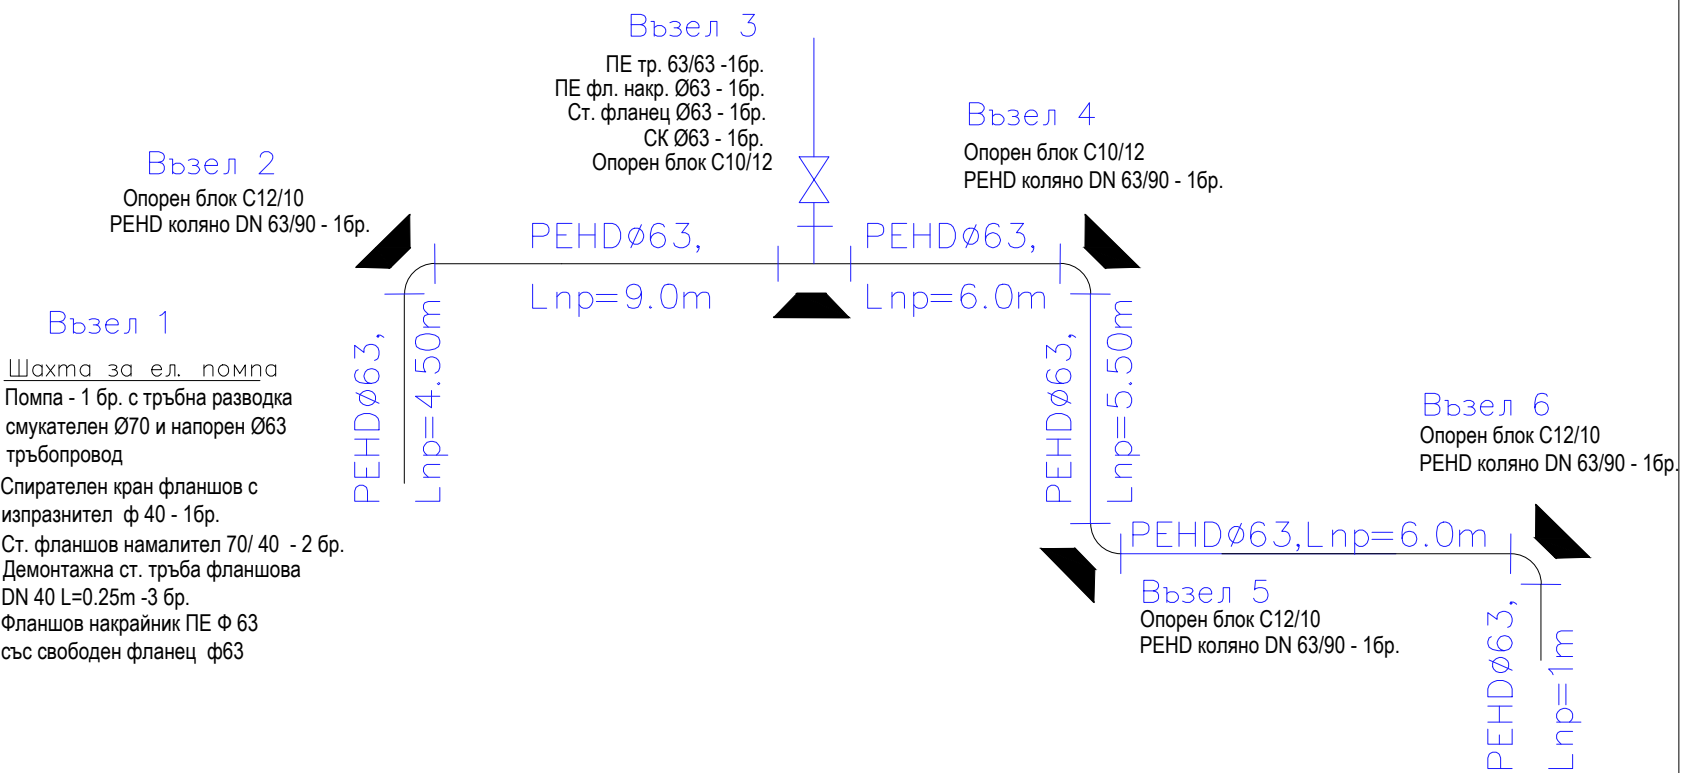 Възел 3
ПЕ тр. 63/63 -1бр.
ПЕ фл. накр. Ø63 - 1бр.
Ст. фланец Ø63 - 1бр.
СК Ø63 - 1бр.
Опорен блок С10/12
Възел 4
Опорен блок С10/12
PEHD коляно DN 63/90 - 1бр.
Възел 2
Опорен блок С12/10
PEHD коляно DN 63/90 - 1бр.
PEHDø63,
Lпр=9.0m
PEHDø63,
Lпр=6.0m
Възел 1
Шахта за ел. помпа
Помпа - 1 бр. с тръбна разводка
смукателен Ø70 и напорен Ø63
тръбопровод
Спирателен кран фланшов с
изпразнител ф 40 - 1бр.
Ст. фланшов намалител 70/ 40 - 2 бр.
Демонтажна ст. тръба фланшова
DN 40 L=0.25m -3 бр.
Фланшов накрайник ПЕ Ф 63
със свободен фланец ф63
PEHDø63,
Lпр=4.50m
PEHDø63,
Lпр=5.50m
Възел 6
Опорен блок С12/10
PEHD коляно DN 63/90 - 1бр.
PEHDø63,Lпр=6.0m
Възел 5
Опорен блок С12/10
PEHD коляно DN 63/90 - 1бр.
PEHDø63,
Lпр=1m